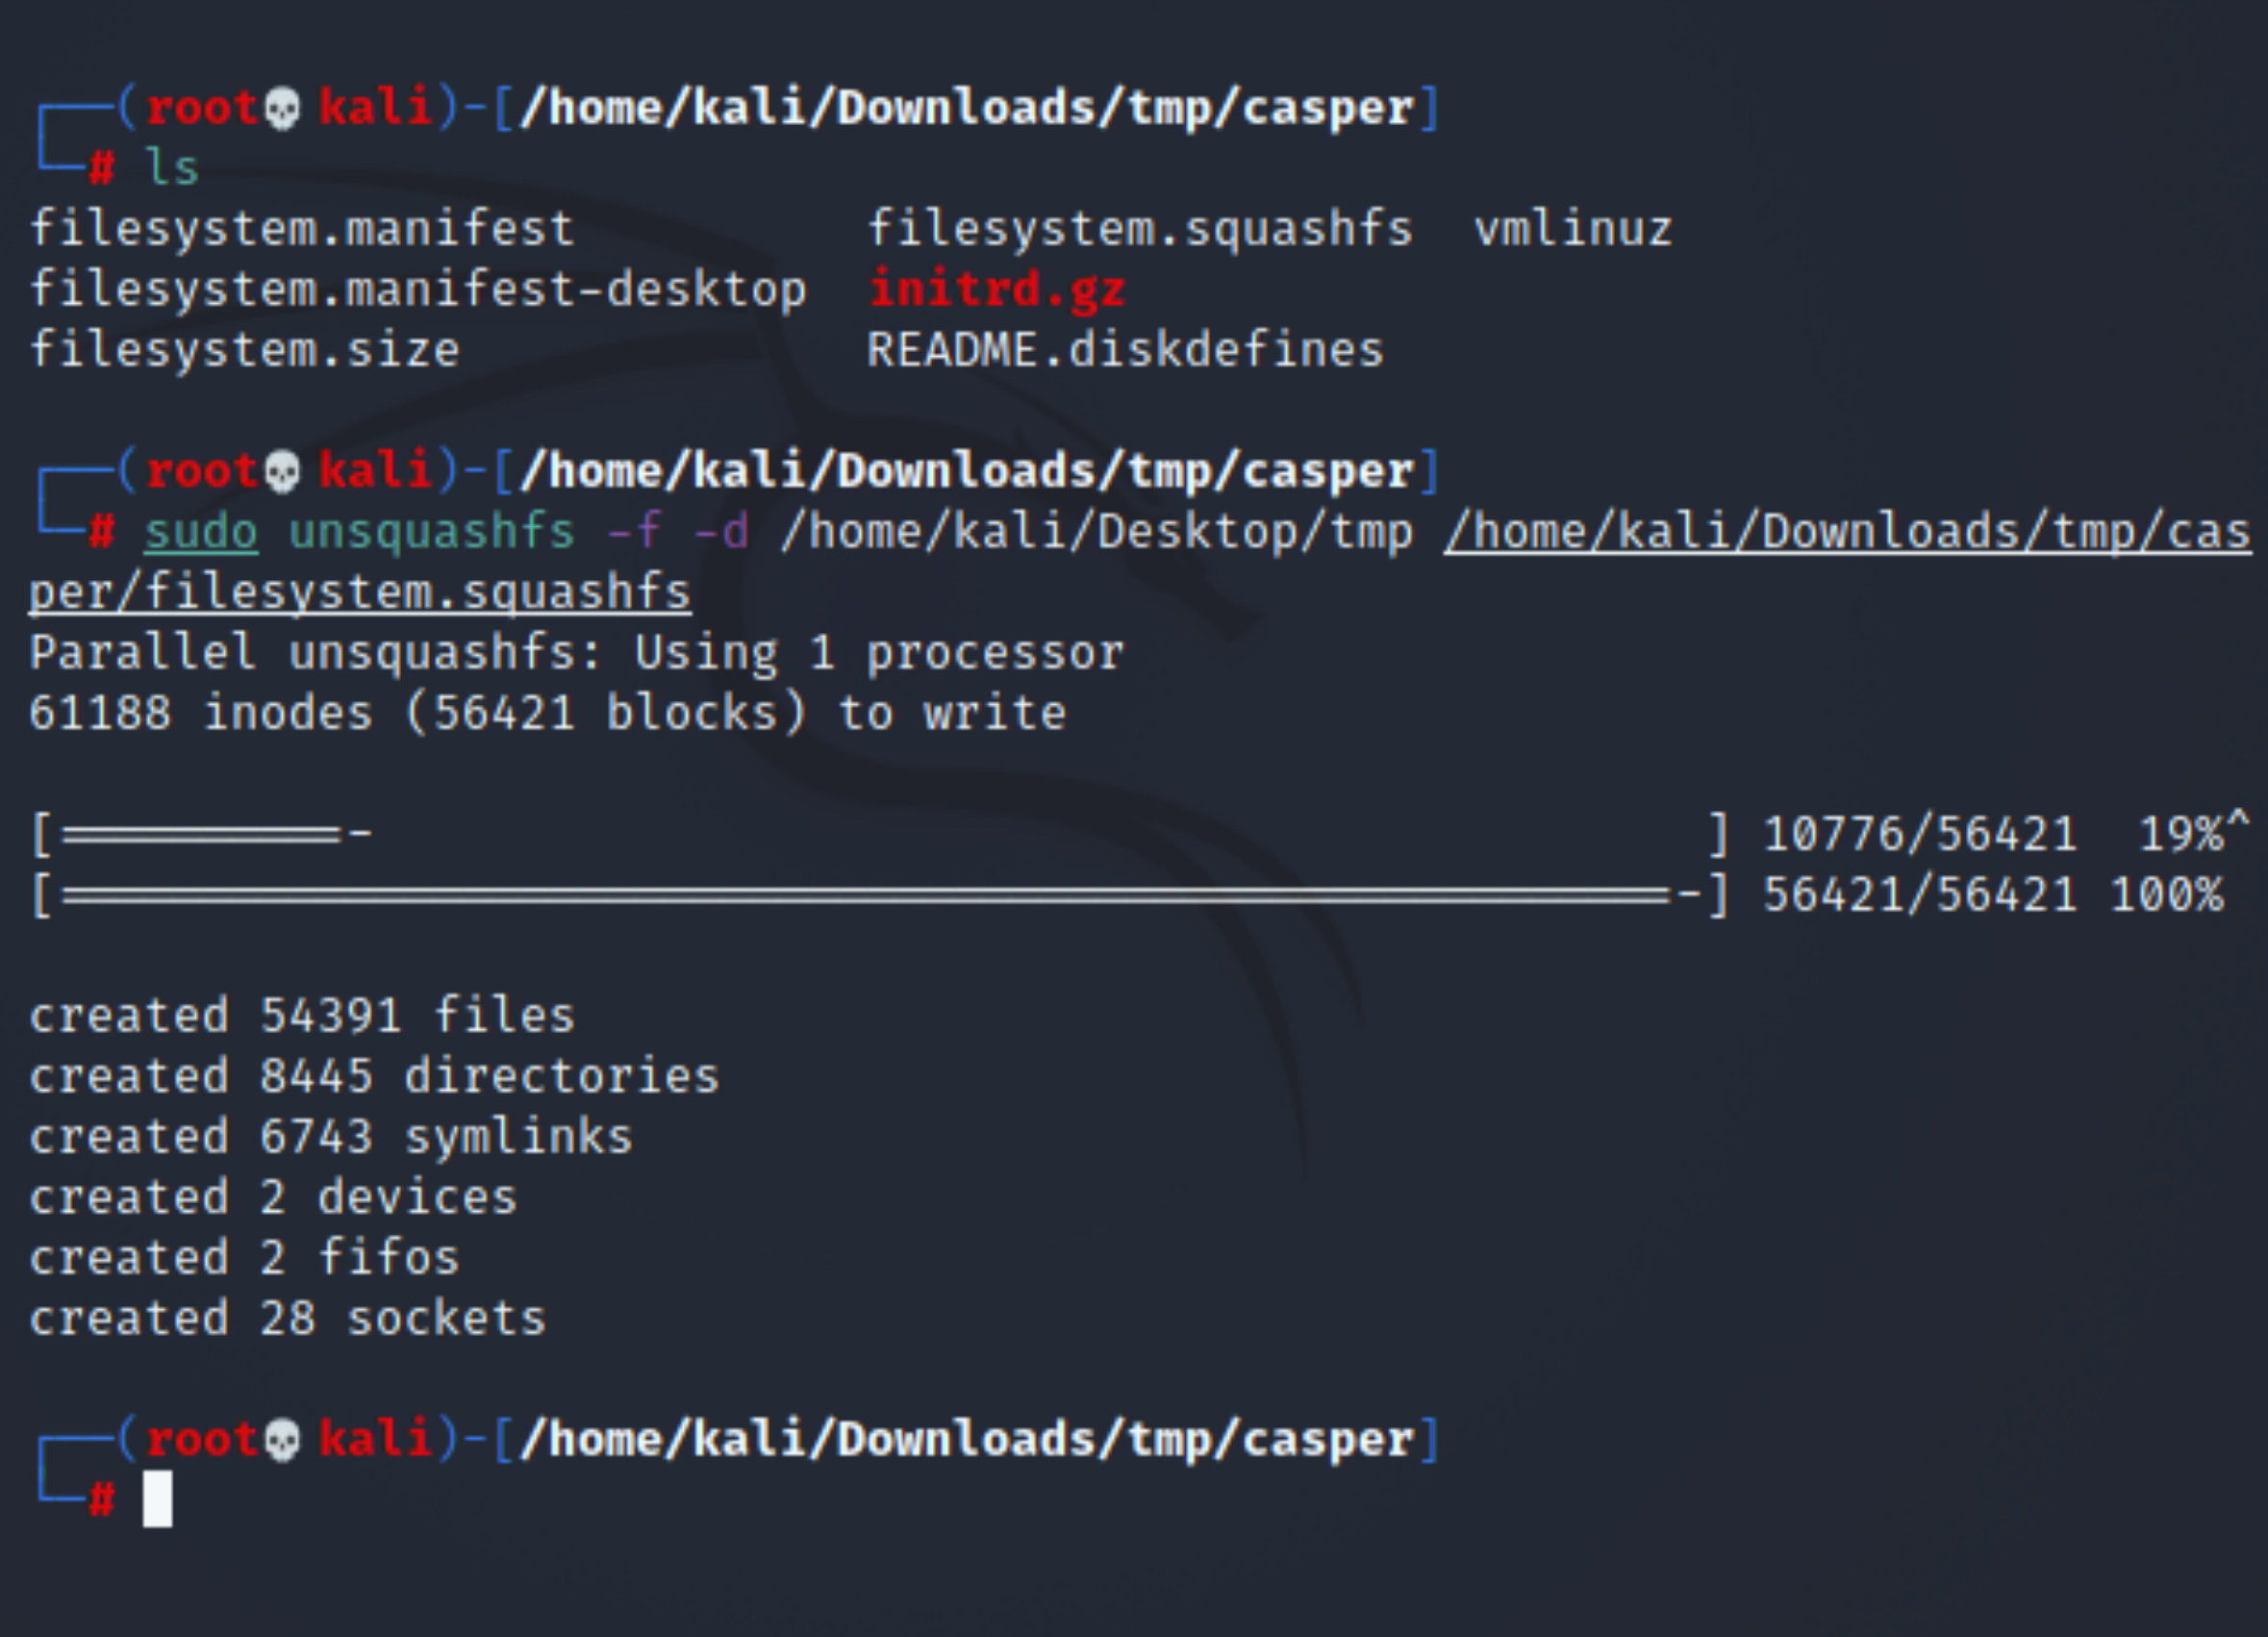 ┌──(root💀kali)-[/home/kali/Downloads/tmp/casper]
└─# ls
filesystem.manifest          filesystem.squashfs  vmlinuz
filesystem.manifest-desktop  initrd.gz
filesystem.size              README.diskdefines
┌──(root💀kali)-[/home/kali/Downloads/tmp/casper]
└─# sudo unsquashfs -f -d /home/kali/Desktop/tmp /home/kali/Downloads/tmp/cas
per/filesystem.squashfs
Parallel unsquashfs: Using 1 processor
61188 inodes (56421 blocks) to write
[==========-                                               ] 10776/56421  19%^
[========================================================-] 56421/56421 100%
created 54391 files
created 8445 directories
created 6743 symlinks
created 2 devices
created 2 fifos
created 28 sockets
┌──(root💀kali)-[/home/kali/Downloads/tmp/casper]
└─#